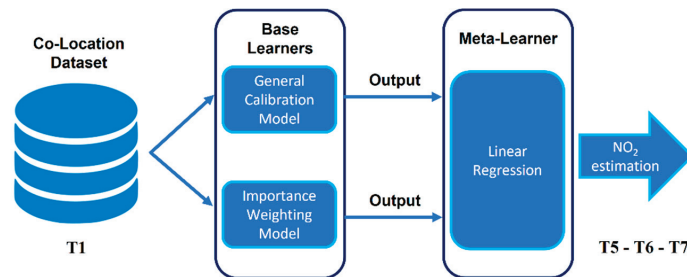 Co-Location
Dataset
T1
Base
Learners
General
Calibration
Model
Importance
Weighting
Model
Output
Output
Meta-Learner
Linear
Regression
NO₂
estimation
T5 - T6 - T7